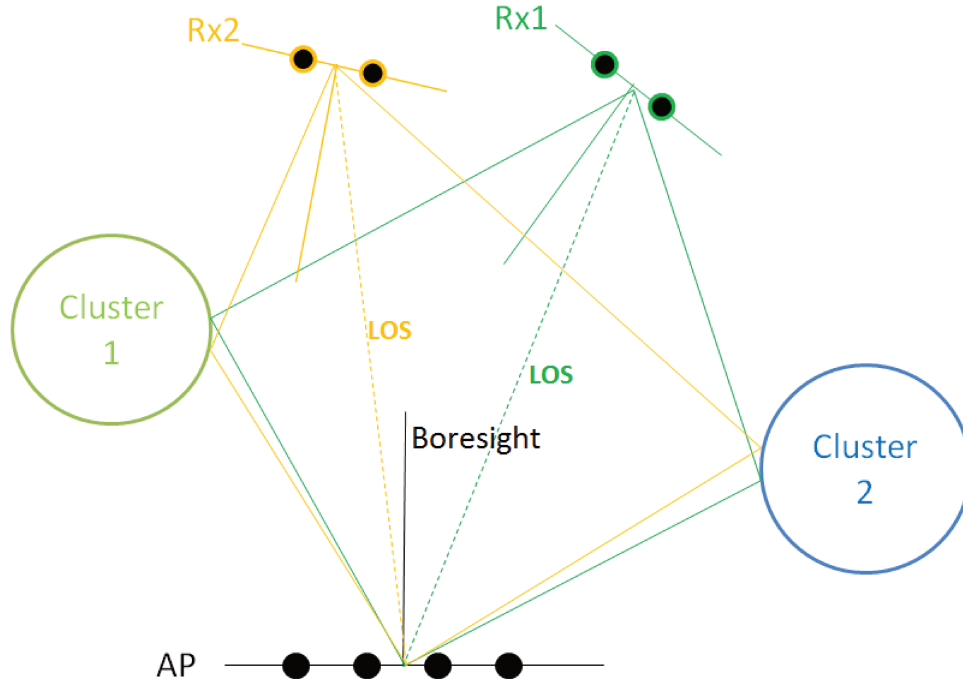 Rx2
Rx1
Cluster
1
LOS
LOS
Boresight
Cluster
2
AP